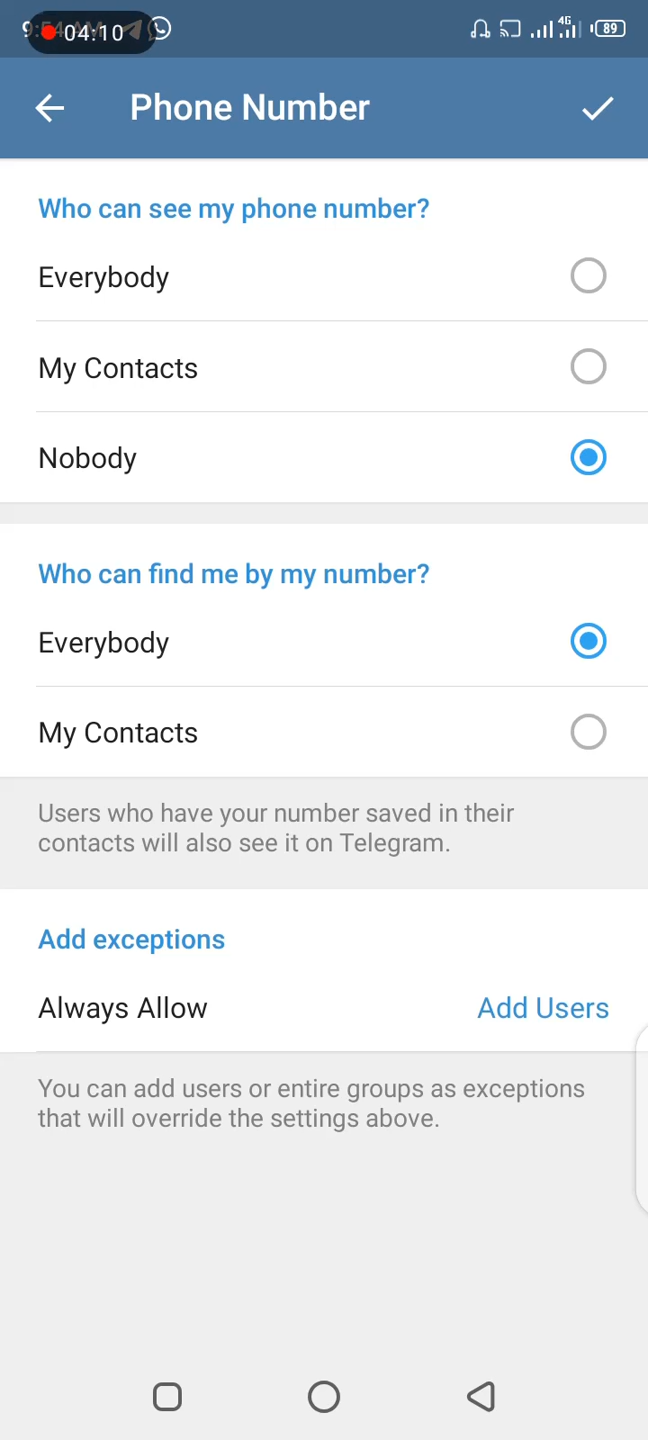 04:10
4G
89
Phone Number
Who can see my phone number?
Everybody
My Contacts
Nobody
Who can find me by my number?
Everybody
My Contacts
Users who have your number saved in their
contacts will also see it on Telegram.
Add exceptions
Always Allow Add Users
You can add users or entire groups as exceptions
that will override the settings above.